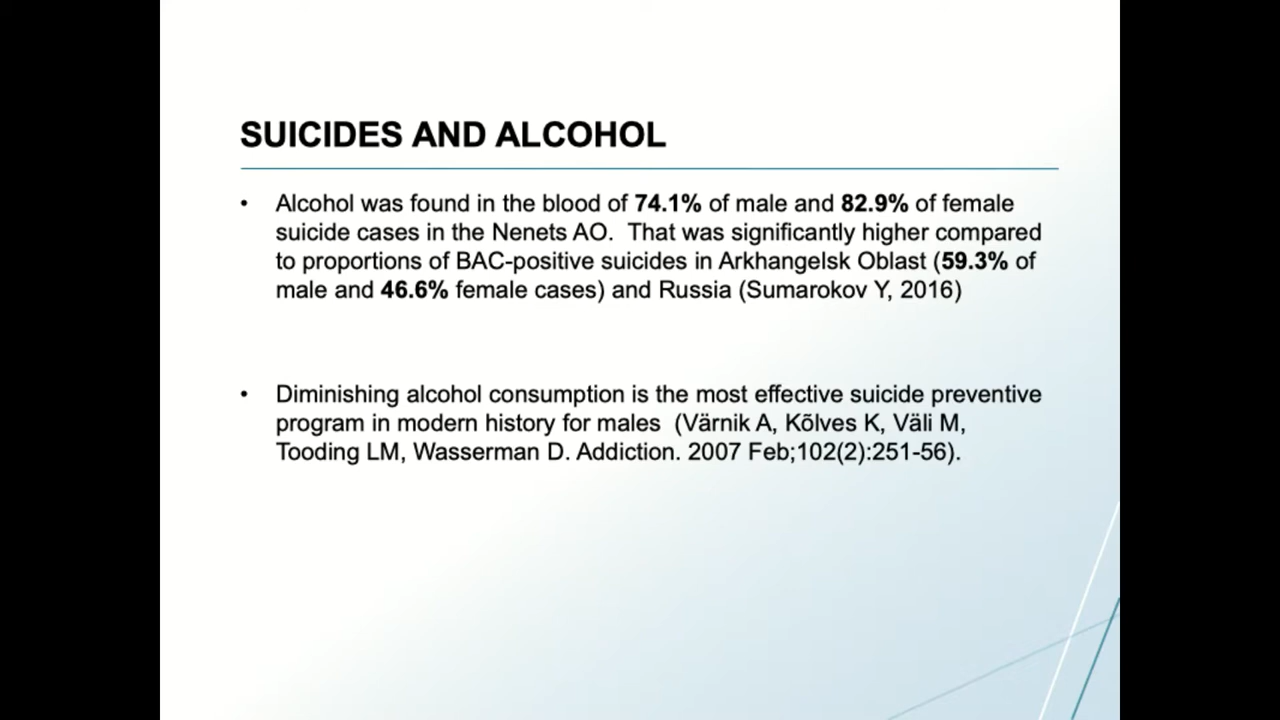 SUICIDES AND ALCOHOL
• Alcohol was found in the blood of 74.1% of male and 82.9% of female
suicide cases in the Nenets AO.  That was significantly higher compared
to proportions of BAC-positive suicides in Arkhangelsk Oblast (59.3% of
male and 46.6% female cases) and Russia (Sumarokov Y, 2016)
• Diminishing alcohol consumption is the most effective suicide preventive
program in modern history for males  (Värnik A, Kõlves K, Väli M,
Tooding LM, Wasserman D. Addiction. 2007 Feb;102(2):251-56).